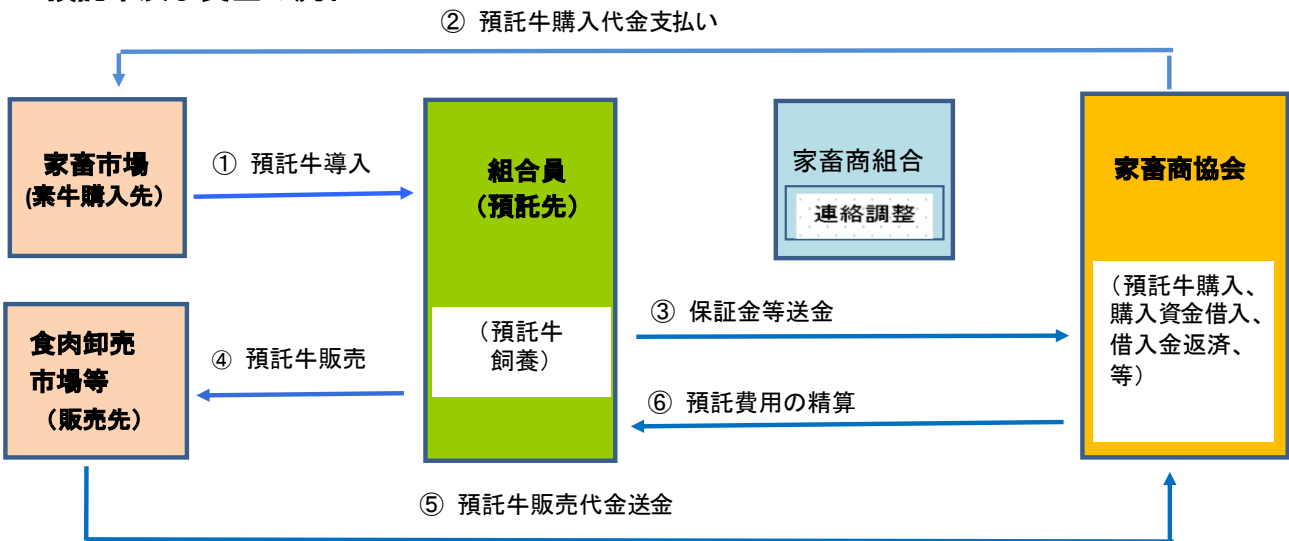 ② 預託牛購入代金支払い
家畜市場
(素牛購入先）
① 預託牛導入
組合員
（預託先）
家畜商組合
連絡調整
家畜商協会
（預託牛購入、
購入資金借入、
借入金返済、
等）
③ 保証金等送金
（預託牛
飼養）
食肉卸売
市場等
（販売先）
④ 預託牛販売
⑥ 預託費用の精算
⑤ 預託牛販売代金送金